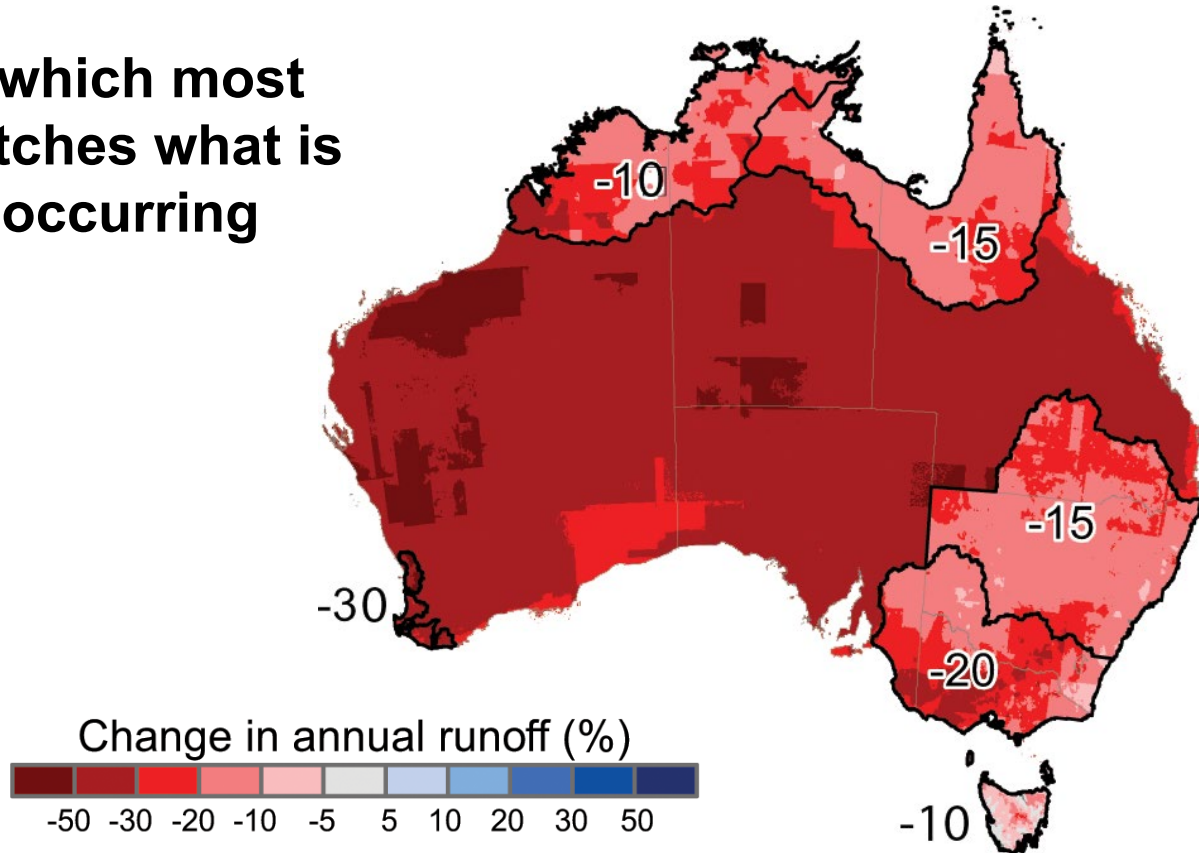 which most
tches what is
occurring
-10
-15
-15
-30
-20
Change in annual runoff (%)
-50 -30 -20 -10 -5 5 10 20 30 50
-10